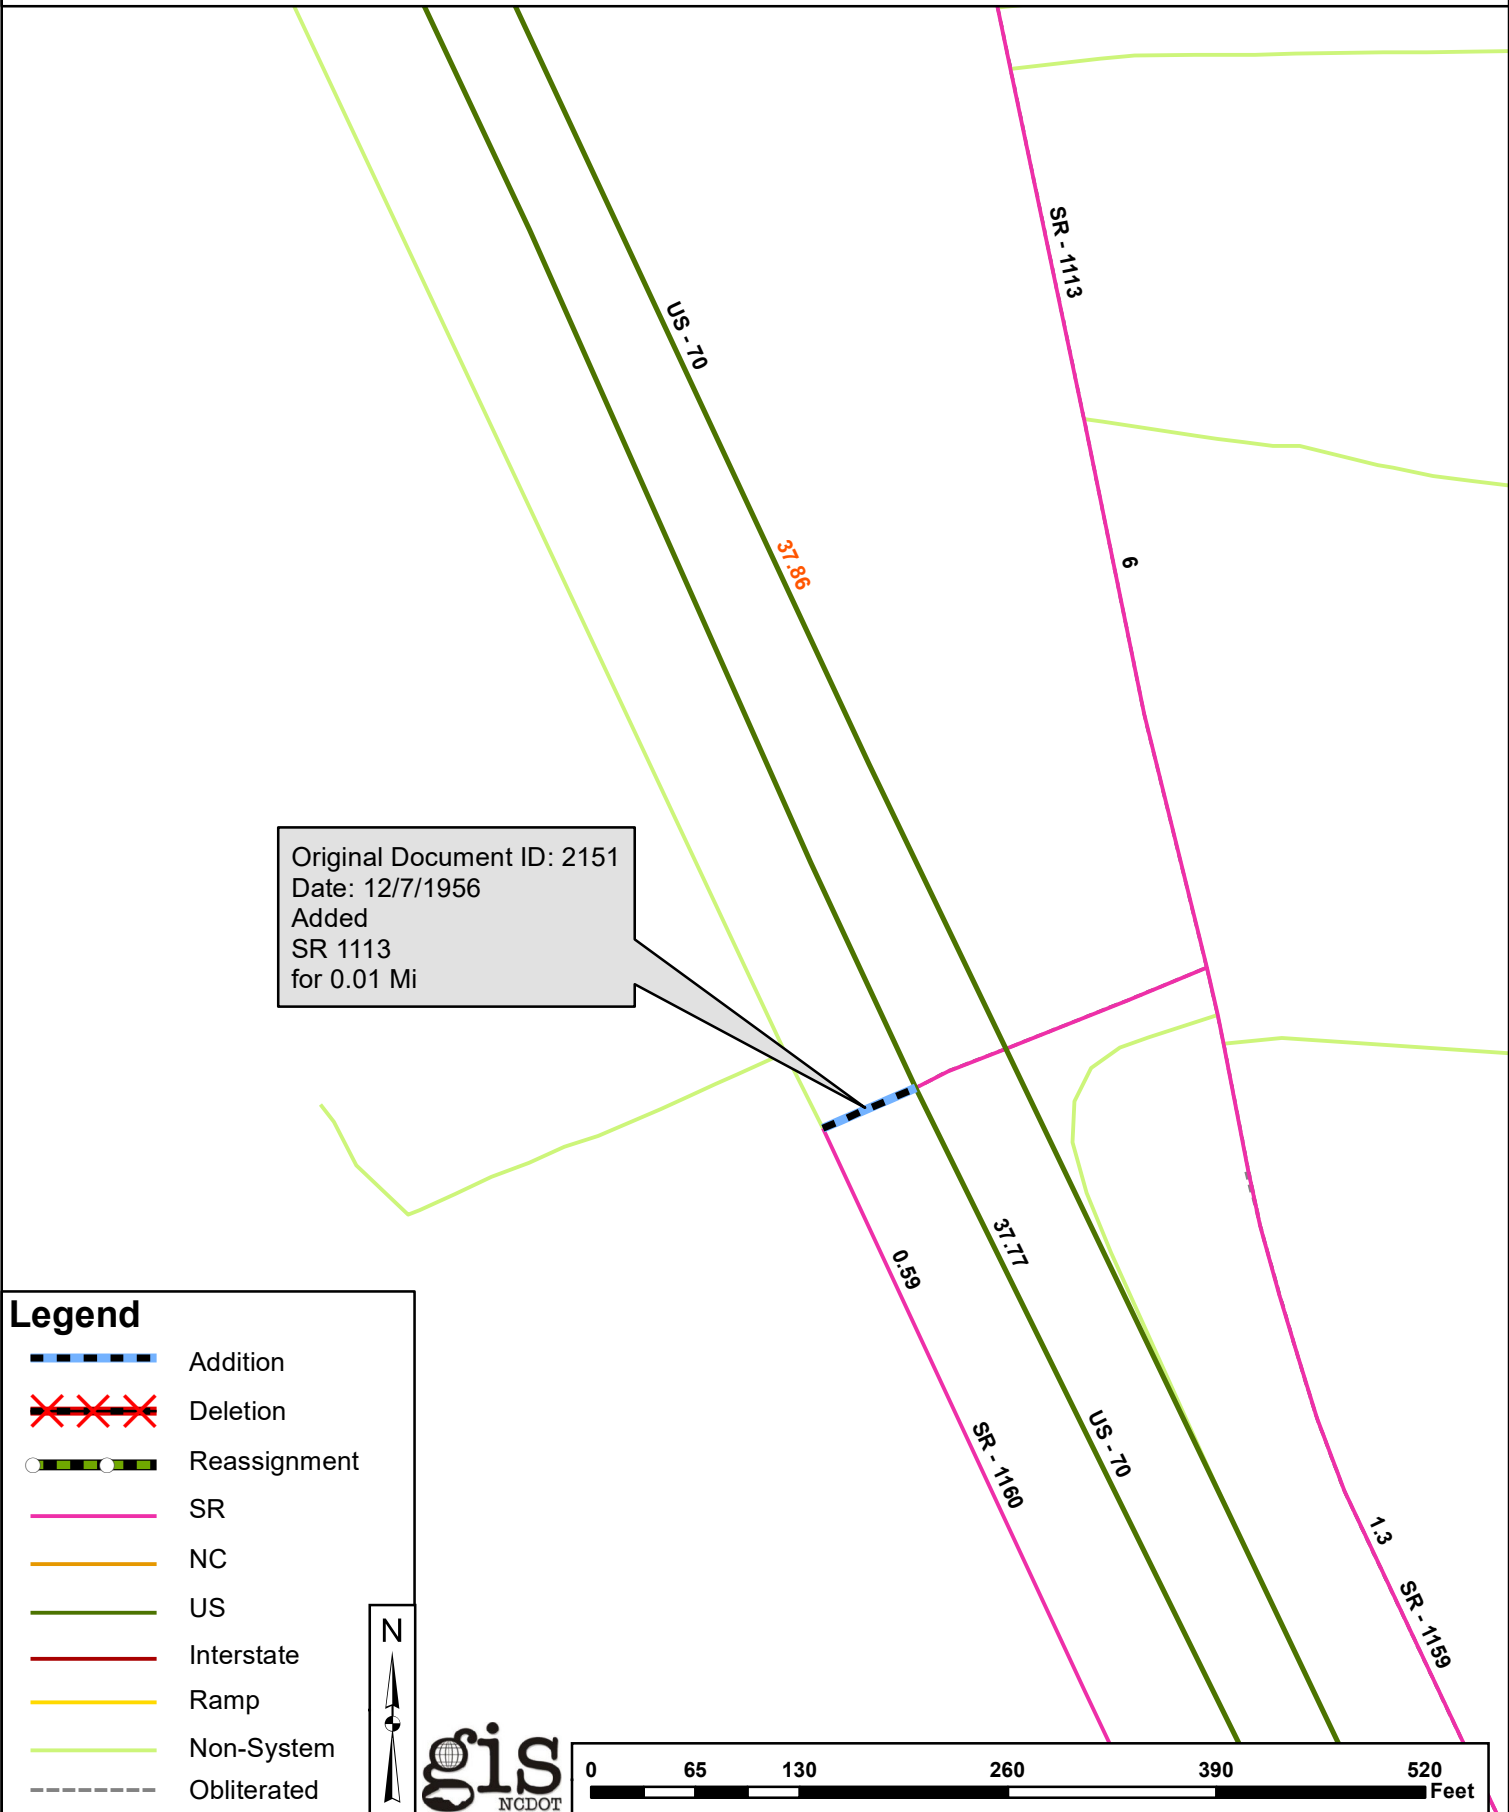 SR - 1113
US - 70
37.86
6
Original Document ID: 2151
Date: 12/7/1956
Added
SR 1113
for 0.01 Mi
37.77
0.59
US - 70
SR - 1160
1.3
SR - 1159
Legend
Addition
Deletion
Reassignment
SR
NC
US
Interstate
Ramp
Non-System
Obliterated
N
gis
NCDOT
0 65 130 260 390 520
Feet